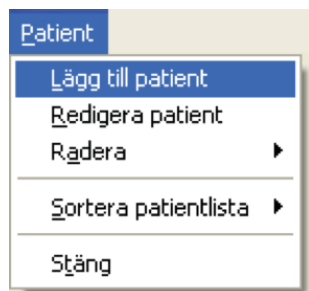 Patient
Lägg till patient
Redigera patient
Radera
Sortera patientlista
Stäng